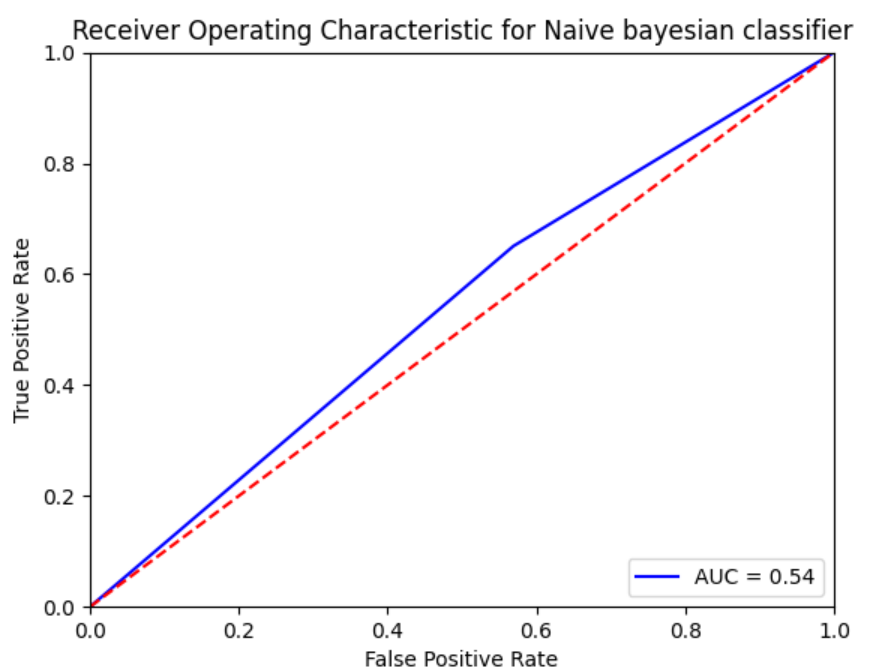 Receiver Operating Characteristic for Naive bayesian classifier
1.0
0.8
0.6
0.4
0.2
0.0
True Positive Rate
AUC = 0.54
0.0 0.2 0.4 0.6 0.8 1.0
False Positive Rate